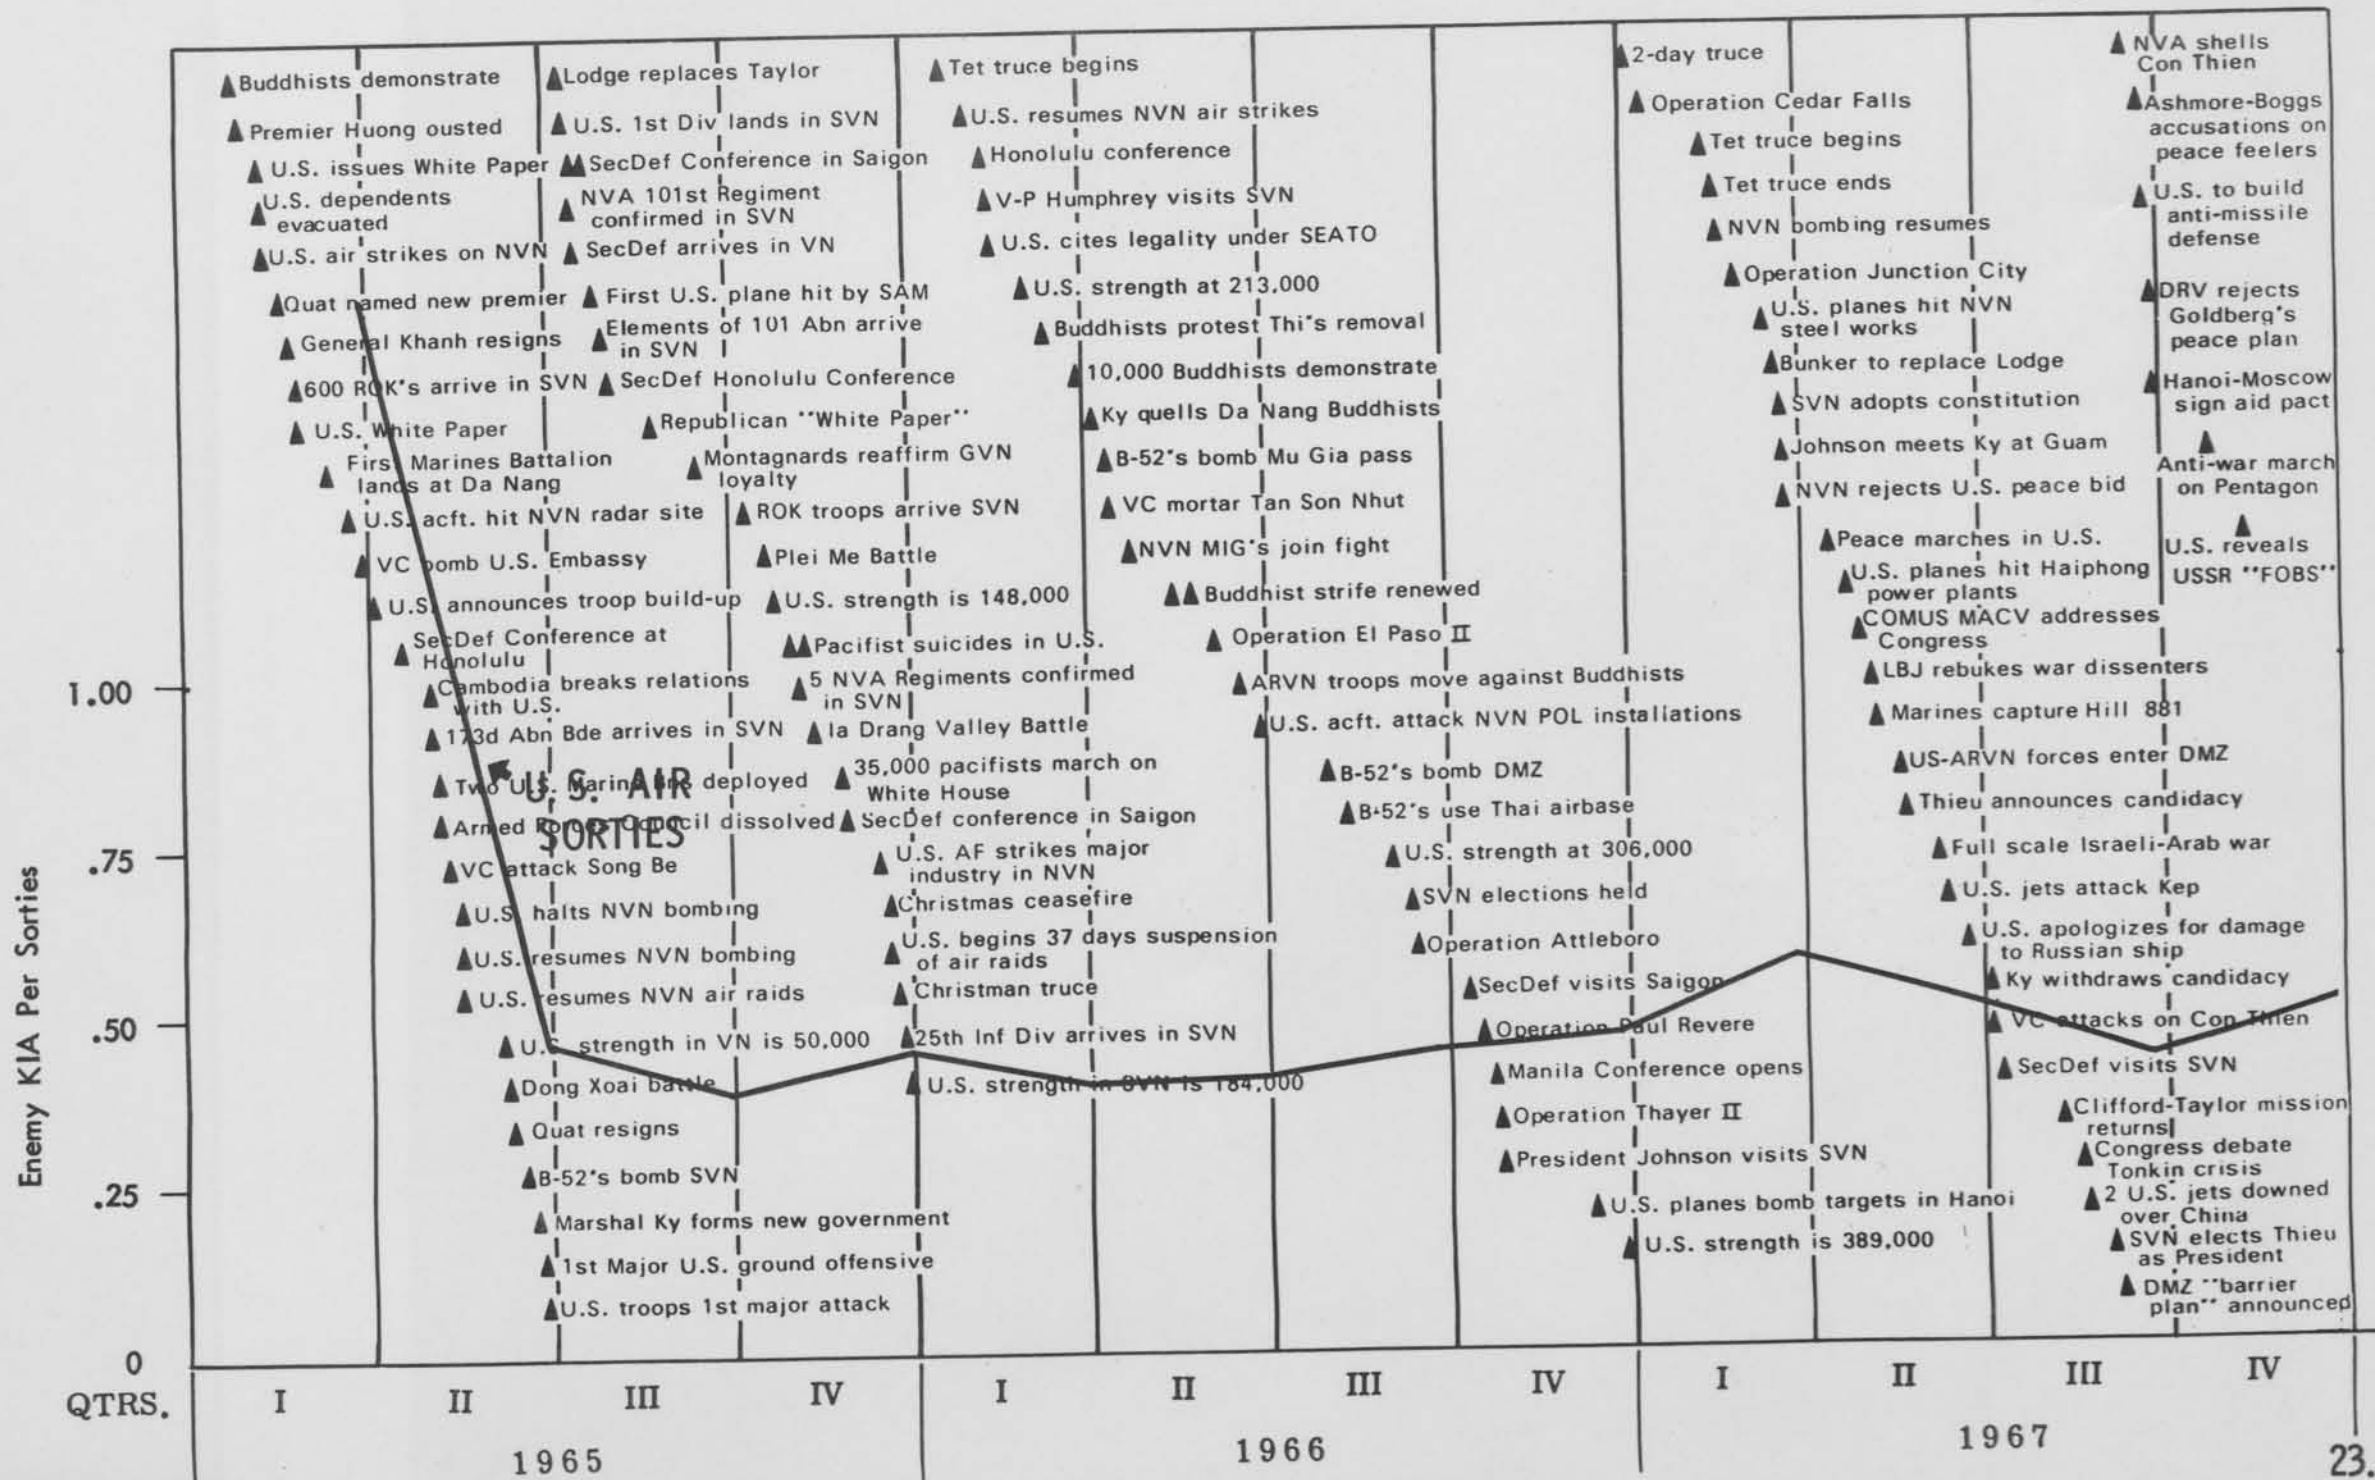 Buddhists demonstrate
Premier Huong ousted
U.S. issues White Paper
U.S. dependents
evacuated
U.S. air strikes on NVN
Quat named new premier
General Khanh resigns
600 ROK's arrive in SVN
U.S. White Paper
First Marines Battalion
lands at Da Nang
U.S. acft. hit NVN radar site
VC bomb U.S. Embassy
U.S. announces troop build-up
SecDef Conference at
Honolulu
Cambodia breaks relations
with U.S.
173d Abn Bde arrives in SVN
Two U.S. Marine Bns deployed
Armed Forces Council dissolved
VC attack Song Be
U.S. halts NVN bombing
U.S. resumes NVN bombing
U.S. resumes NVN air raids
U.S. strength in VN is 50,000
Dong Xoai battle
Quat resigns
B-52's bomb SVN
Marshal Ky forms new government
1st Major U.S. ground offensive
U.S. troops 1st major attack
U.S. AIR
SORTIES
Lodge replaces Taylor
U.S. 1st Div lands in SVN
SecDef Conference in Saigon
NVA 101st Regiment
confirmed in SVN
SecDef arrives in VN
First U.S. plane hit by SAM
Elements of 101 Abn arrive
in SVN
SecDef Honolulu Conference
Republican "White Paper"
Montagnards reaffirm GVN
loyalty
ROK troops arrive SVN
Plei Me Battle
U.S. strength is 148,000
Pacifist suicides in U.S.
5 NVA Regiments confirmed
in SVN
Ia Drang Valley Battle
35,000 pacifists march on
White House
SecDef conference in Saigon
U.S. AF strikes major
industry in NVN
Christmas ceasefire
U.S. begins 37 days suspension
of air raids
Christman truce
25th Inf Div arrives in SVN
U.S. strength in SVN is 184,000
Tet truce begins
U.S. resumes NVN air strikes
Honolulu conference
V-P Humphrey visits SVN
U.S. cites legality under SEATO
U.S. strength at 213,000
Buddhists protest Thi's removal
10,000 Buddhists demonstrate
Ky quells Da Nang Buddhists
B-52's bomb Mu Gia pass
VC mortar Tan Son Nhut
NVN MIG's join fight
Buddhist strife renewed
Operation El Paso II
ARVN troops move against Buddhists
U.S. acft. attack NVN POL installations
B-52's bomb DMZ
B-52's use Thai airbase
U.S. strength at 306,000
SVN elections held
Operation Attleboro
SecDef visits Saigon
Operation Paul Revere
Manila Conference opens
Operation Thayer II
President Johnson visits SVN
U.S. planes bomb targets in Hanoi
U.S. strength is 389,000
2-day truce
Operation Cedar Falls
Tet truce begins
Tet truce ends
NVN bombing resumes
Operation Junction City
U.S. planes hit NVN
steel works
Bunker to replace Lodge
SVN adopts constitution
Johnson meets Ky at Guam
NVN rejects U.S. peace bid
Peace marches in U.S.
U.S. planes hit Haiphong
power plants
COMUS MACV addresses
Congress
LBJ rebukes war dissenters
Marines capture Hill 881
US-ARVN forces enter DMZ
Thieu announces candidacy
Full scale Israeli-Arab war
U.S. jets attack Kep
U.S. apologizes for damage
to Russian ship
Ky withdraws candidacy
VC attacks on Con Thien
SecDef visits SVN
Clifford-Taylor mission
returns
Congress debate
Tonkin crisis
2 U.S. jets downed
over China
SVN elects Thieu
as President
DMZ "barrier
plan" announced
NVA shells
Con Thien
Ashmore-Boggs
accusations on
peace feelers
U.S. to build
anti-missile
defense
DRV rejects
Goldberg's
peace plan
Hanoi-Moscow
sign aid pact
Anti-war march
on Pentagon
U.S. reveals
USSR "FOBS"
Enemy KIA Per Sorties
1.00
.75
.50
.25
0
QTRS. I II III IV I II III IV I II III IV
1965 1966 1967
23.